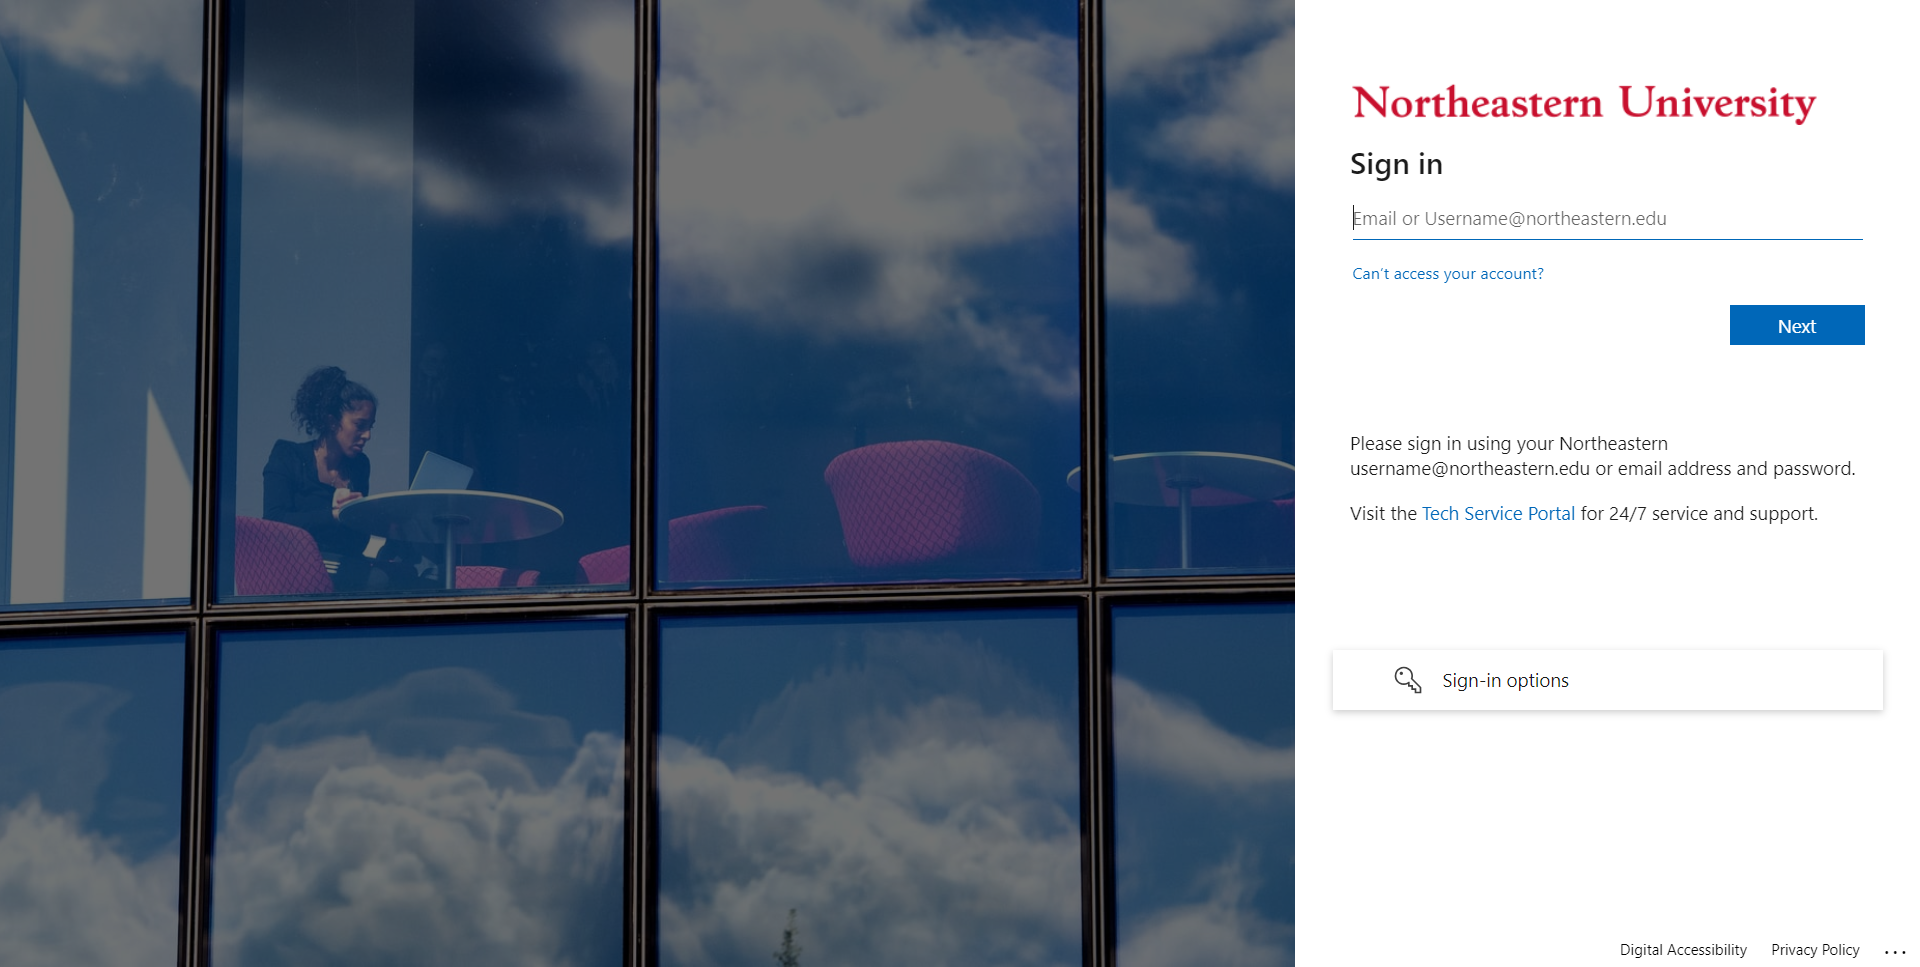 Northeastern University
Sign in
Email or Username@northeastern.edu
Can't access your account?
Next
Please sign in using your Northeastern
username@northeastern.edu or email address and password.
Visit the Tech Service Portal for 24/7 service and support.
Sign-in options
Digital Accessibility Privacy Policy ...